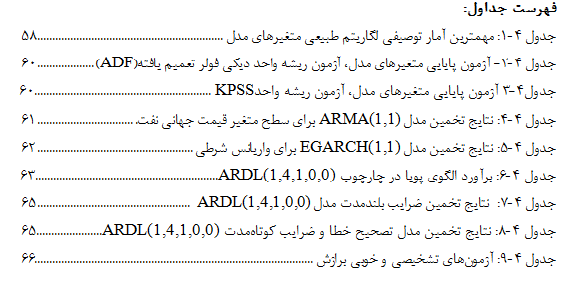 فهرست جداول:
جدول ۴-۱: مهمترین آمار توصیفی لگاریتم طبیعی متغیرهای مدل ........................................ ۵۸
جدول ۴-۱- آزمون پایایی متغیرهای مدل، آزمون ریشه واحد دیکی فولر تعمیم یافته(ADF)................... ۶۰
جدول۴-۳ آزمون پایایی متغیرهای مدل، آزمون ریشه واحدKPSS........................................ ۶۰
جدول ۴-۴: نتایج تخمین مدل ARMA(1,1) برای سطح متغیر قیمت جهانی نفت........................... ۶۱
جدول ۴-۵: نتایج تخمین مدل EGARCH(1,1) برای واریانس شرطی ........................................ ۶۲
جدول ۴-۶: برآورد الگوی پویا در چارچوب ARDL(1,4,1,0,0)........................................ ۶۳
جدول ۴-۷: نتایج تخمین ضرایب بلندمدت مدل ARDL(1,4,1,0,0) ........................................ ۶۵
جدول ۴-۸: نتایج تخمین مدل تصحیح خطا و ضرایب کوتاه‌مدت ARDL(1,4,1,0,0)........................ ۶۵
جدول ۴-۹: آزمون‌های تشخیصی و خوبی برازش ........................................ ۶۶